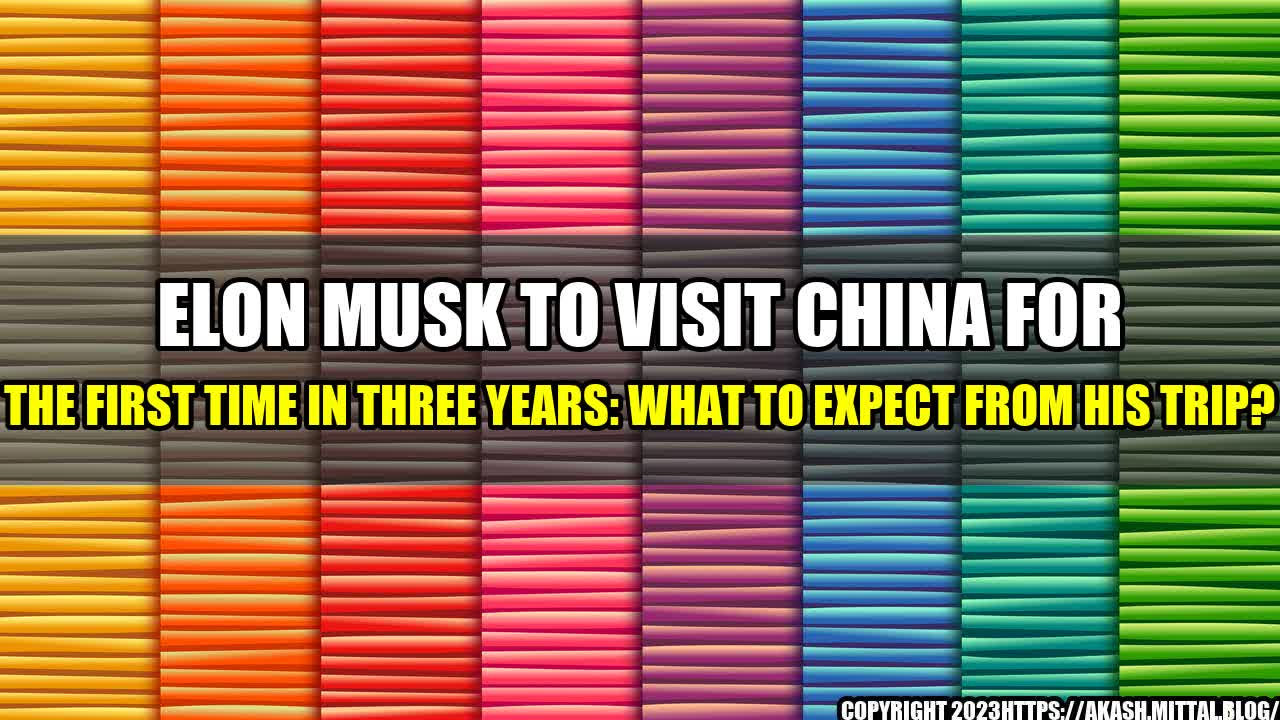 ELON MUSK TO VISIT CHINA FOR
THE FIRST TIME IN THREE YEARS: WHAT TO EXPECT FROM HIS TRIP?
COPYRIGHT 2023HTTPS://AKASH.MITTAL.BLOG/